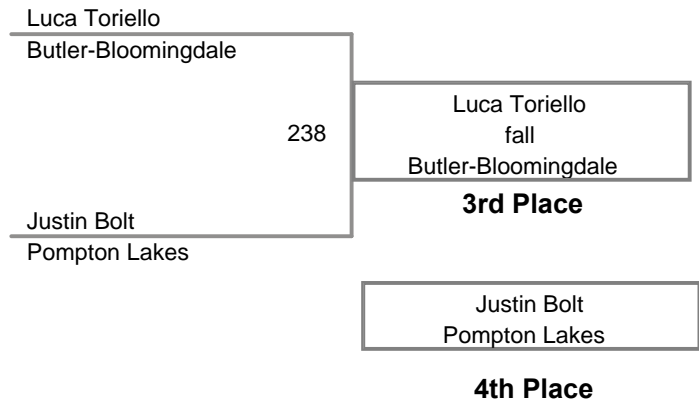 Luca Toriello
Butler-Bloomingdale
238
Luca Toriello
fall
Butler-Bloomingdale
3rd Place
Justin Bolt
Pompton Lakes
Justin Bolt
Pompton Lakes
4th Place